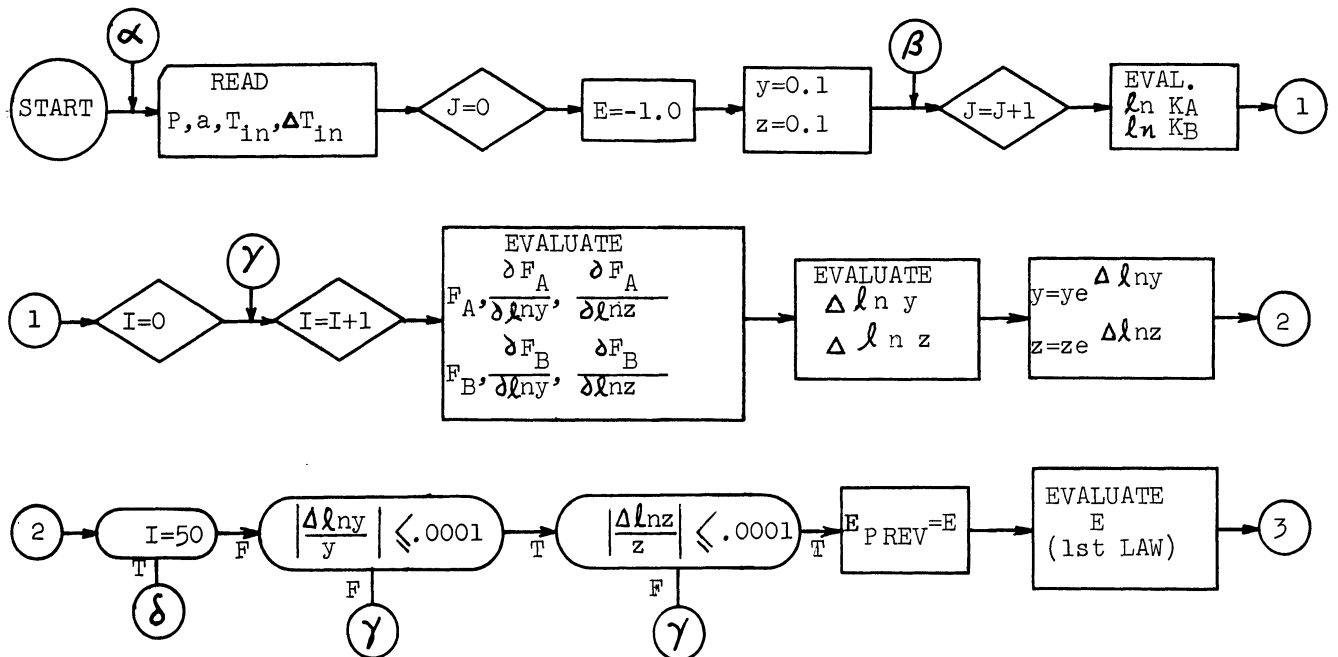 α
START
READ
P,a,T_in,ΔT_in
J=0
E=-1.0
y=0.1
z=0.1
β
J=J+1
EVAL.
ln KA
ln KB
1
1
I=0
γ
I=I+1
EVALUATE
F_A, ∂F_A/∂lny, ∂F_A/∂lnz
F_B, ∂F_B/∂lny, ∂F_B/∂lnz
EVALUATE
Δ ln y
Δ ln z
y=ye^Δlny
z=ze^Δlnz
2
2
I=50
F
T
δ
|Δlny/y| ≤.0001
T
F
γ
|Δlnz/z| ≤.0001
T
F
γ
E_PREV=E
EVALUATE
E
(1st LAW)
3